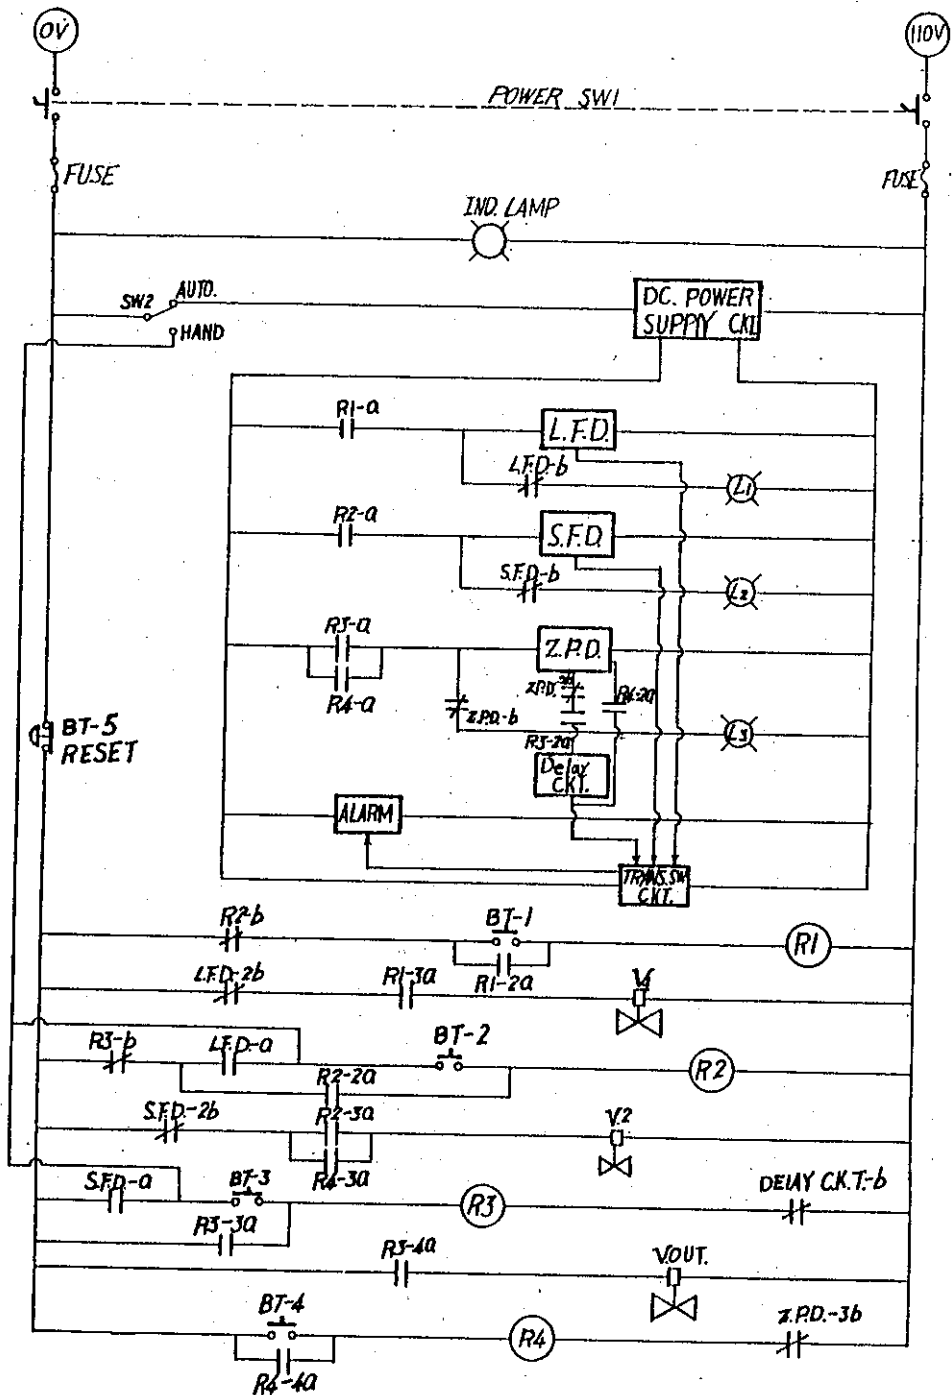 0V
110V
POWER SW1
FUSE
FUSE
IND. LAMP
SW2
AUTO.
HAND
DC. POWER
SUPPLY CKT.
R1-a
L.F.D.
L.F.D.-b
L1
R2-a
S.F.D.
S.F.D-b
L2
R3-a
Z.P.D.
R4-a
Z.P.D.-2b
R4-2a
Z.P.D.-b
L3
BT-5
RESET
R3-2a
Delay
CKT.
ALARM
TRANS. SW
CKT.
R2-b
BT-1
R1
R1-2a
L.F.D.-2b
R1-3a
R3-b
L.F.D.-a
BT-2
R2
R2-2a
S.F.D.-2b
R2-3a
V.2
R4-3a
S.F.D-a
BT-3
R3
DELAY C.K.T.-b
R3-3a
R3-4a
V.OUT.
BT-4
R4
Z.P.D.-3b
R4-4a